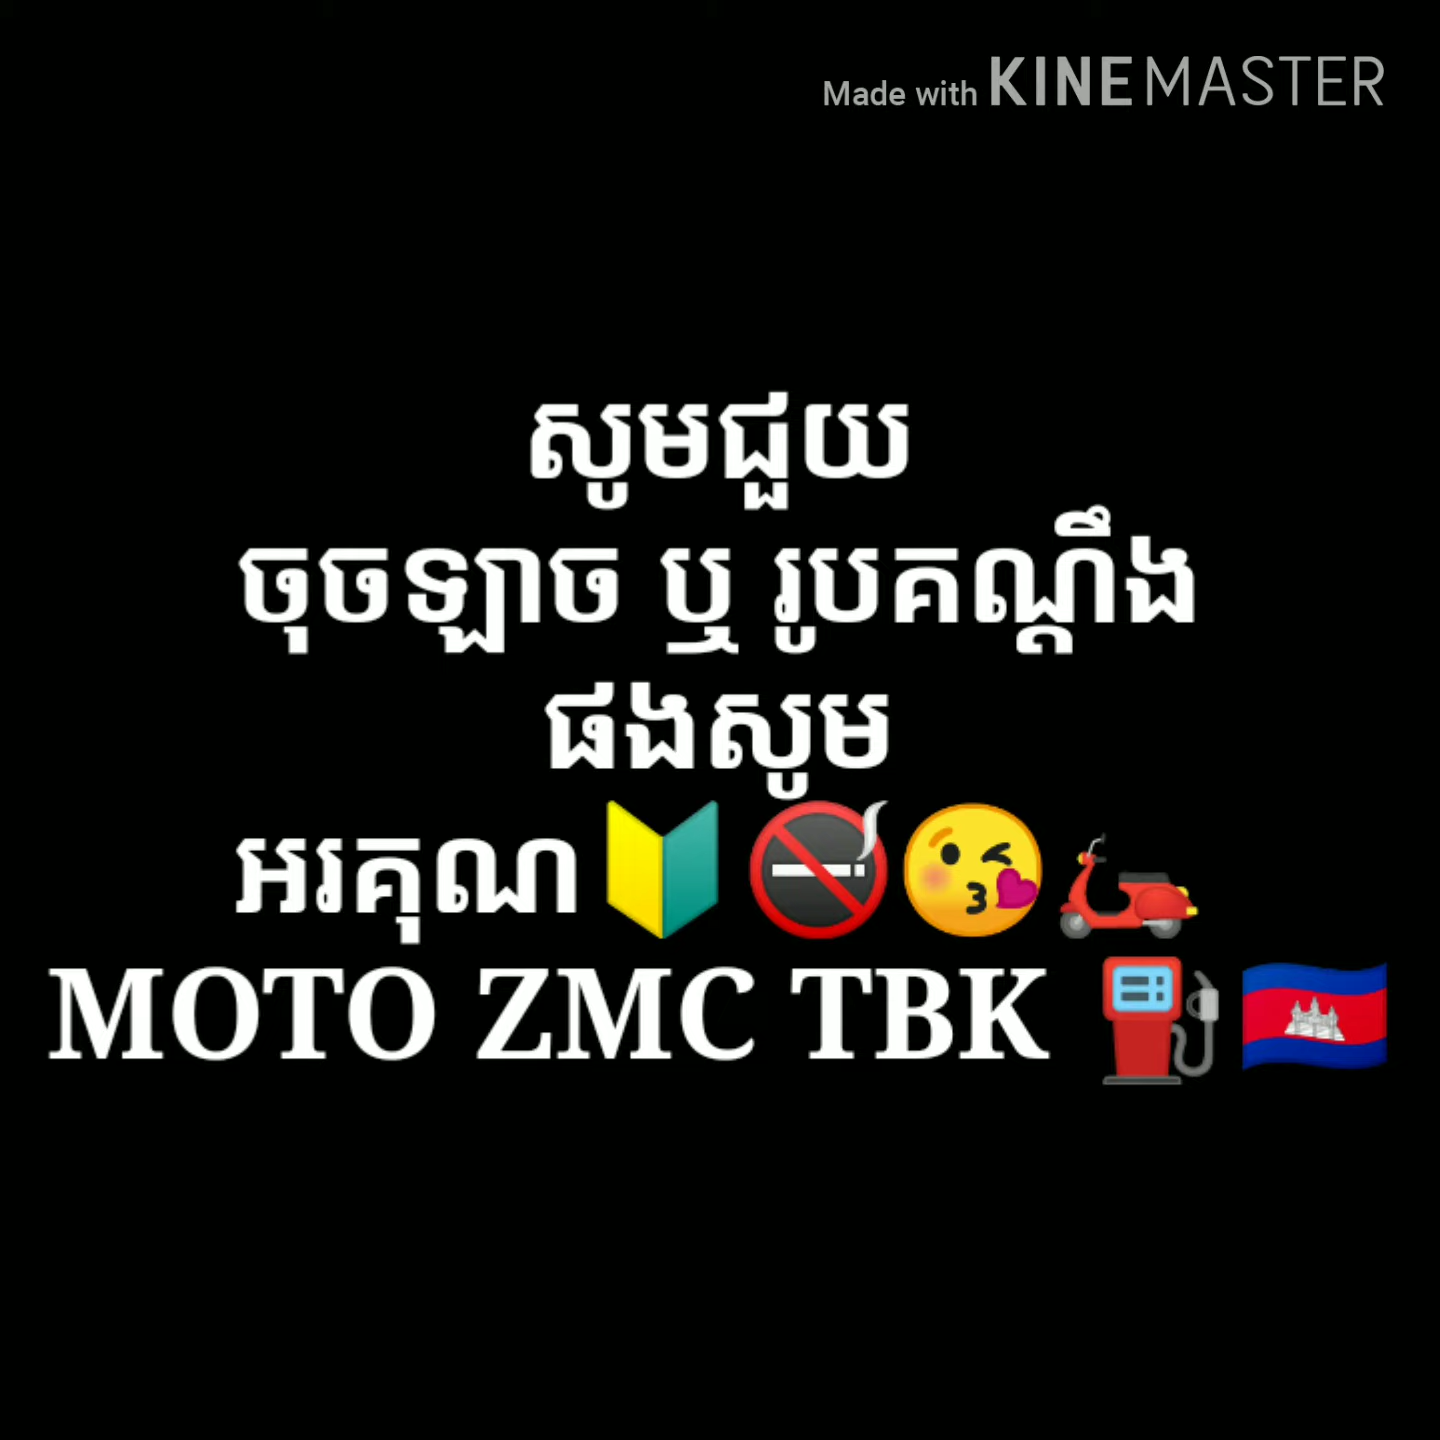 Made with KINEMASTER
សូមជួយ
ចុចឡាច ឬ រូបគណ្ដឹង
ផងសូម
អរគុណ🔰🚭😘🛵
MOTO ZMC TBK ⛽🇰🇭